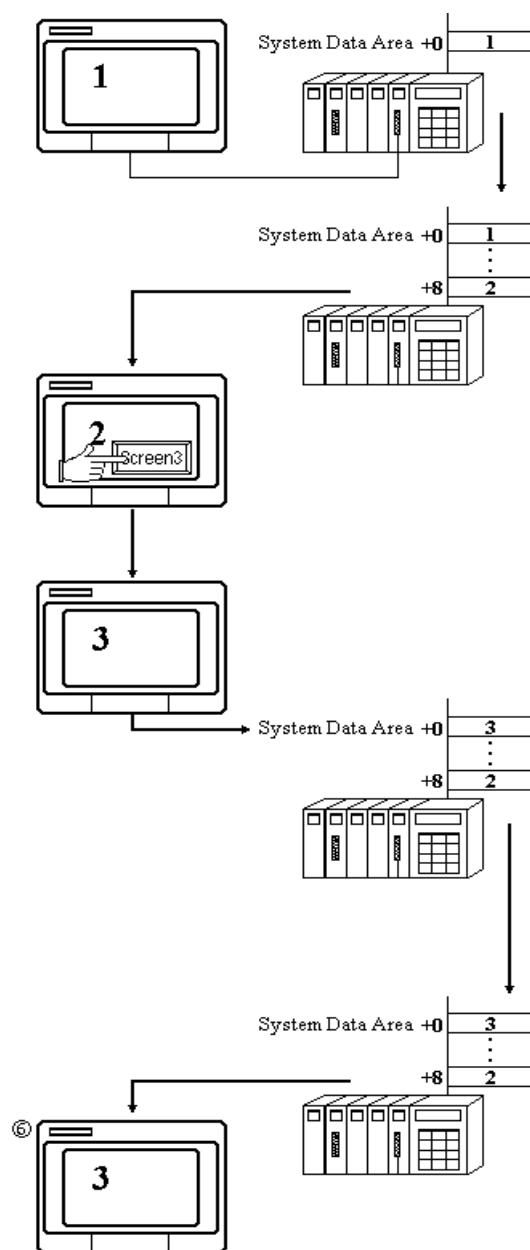 1
System Data Area +0 1
System Data Area +0 1
⋮
+8 2
2
Screen3
3
System Data Area +0 3
⋮
+8 2
System Data Area +0 3
⋮
+8 2
⑥
3